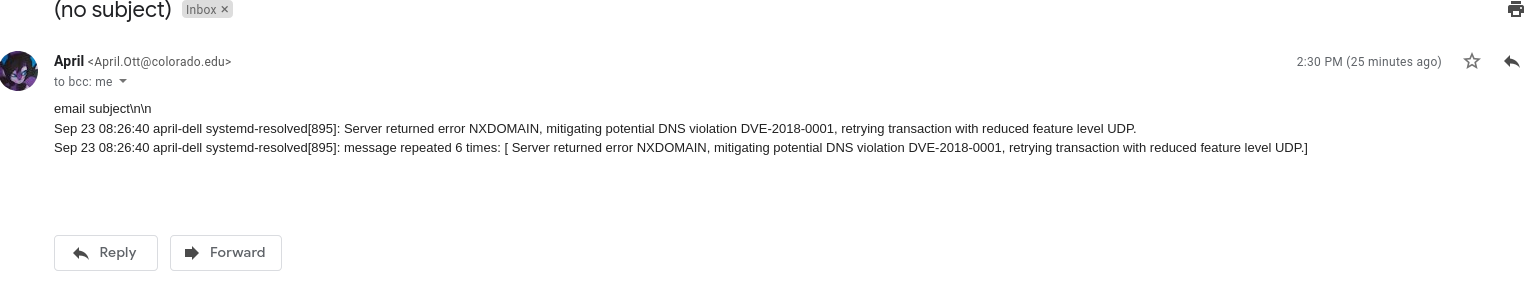 (no subject) Inbox ×
April <April.Ott@colorado.edu> 2:30 PM (25 minutes ago)
to bcc: me
email subject\n\n
Sep 23 08:26:40 april-dell systemd-resolved[895]: Server returned error NXDOMAIN, mitigating potential DNS violation DVE-2018-0001, retrying transaction with reduced feature level UDP.
Sep 23 08:26:40 april-dell systemd-resolved[895]: message repeated 6 times: [ Server returned error NXDOMAIN, mitigating potential DNS violation DVE-2018-0001, retrying transaction with reduced feature level UDP.]
Reply Forward